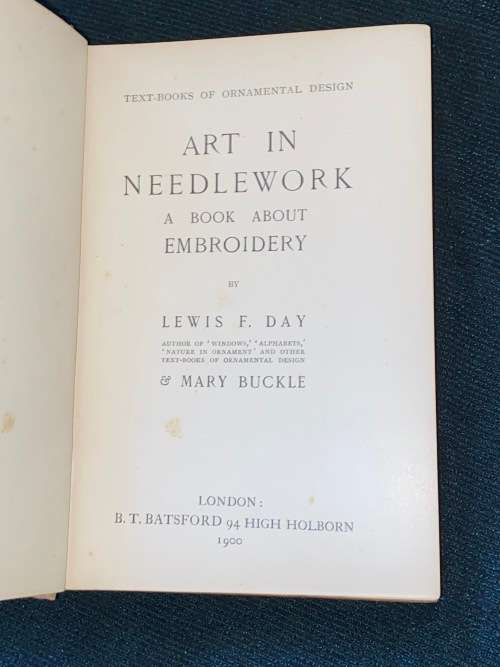 TEXT-BOOKS OF ORNAMENTAL DESIGN
ART IN
NEEDLEWORK
A BOOK ABOUT
EMBROIDERY
BY
LEWIS F. DAY
AUTHOR OF 'WINDOWS,' 'ALPHABETS,'
'NATURE IN ORNAMENT' AND OTHER
TEXT-BOOKS OF ORNAMENTAL DESIGN
& MARY BUCKLE
LONDON:
B. T. BATSFORD 94 HIGH HOLBORN
1900